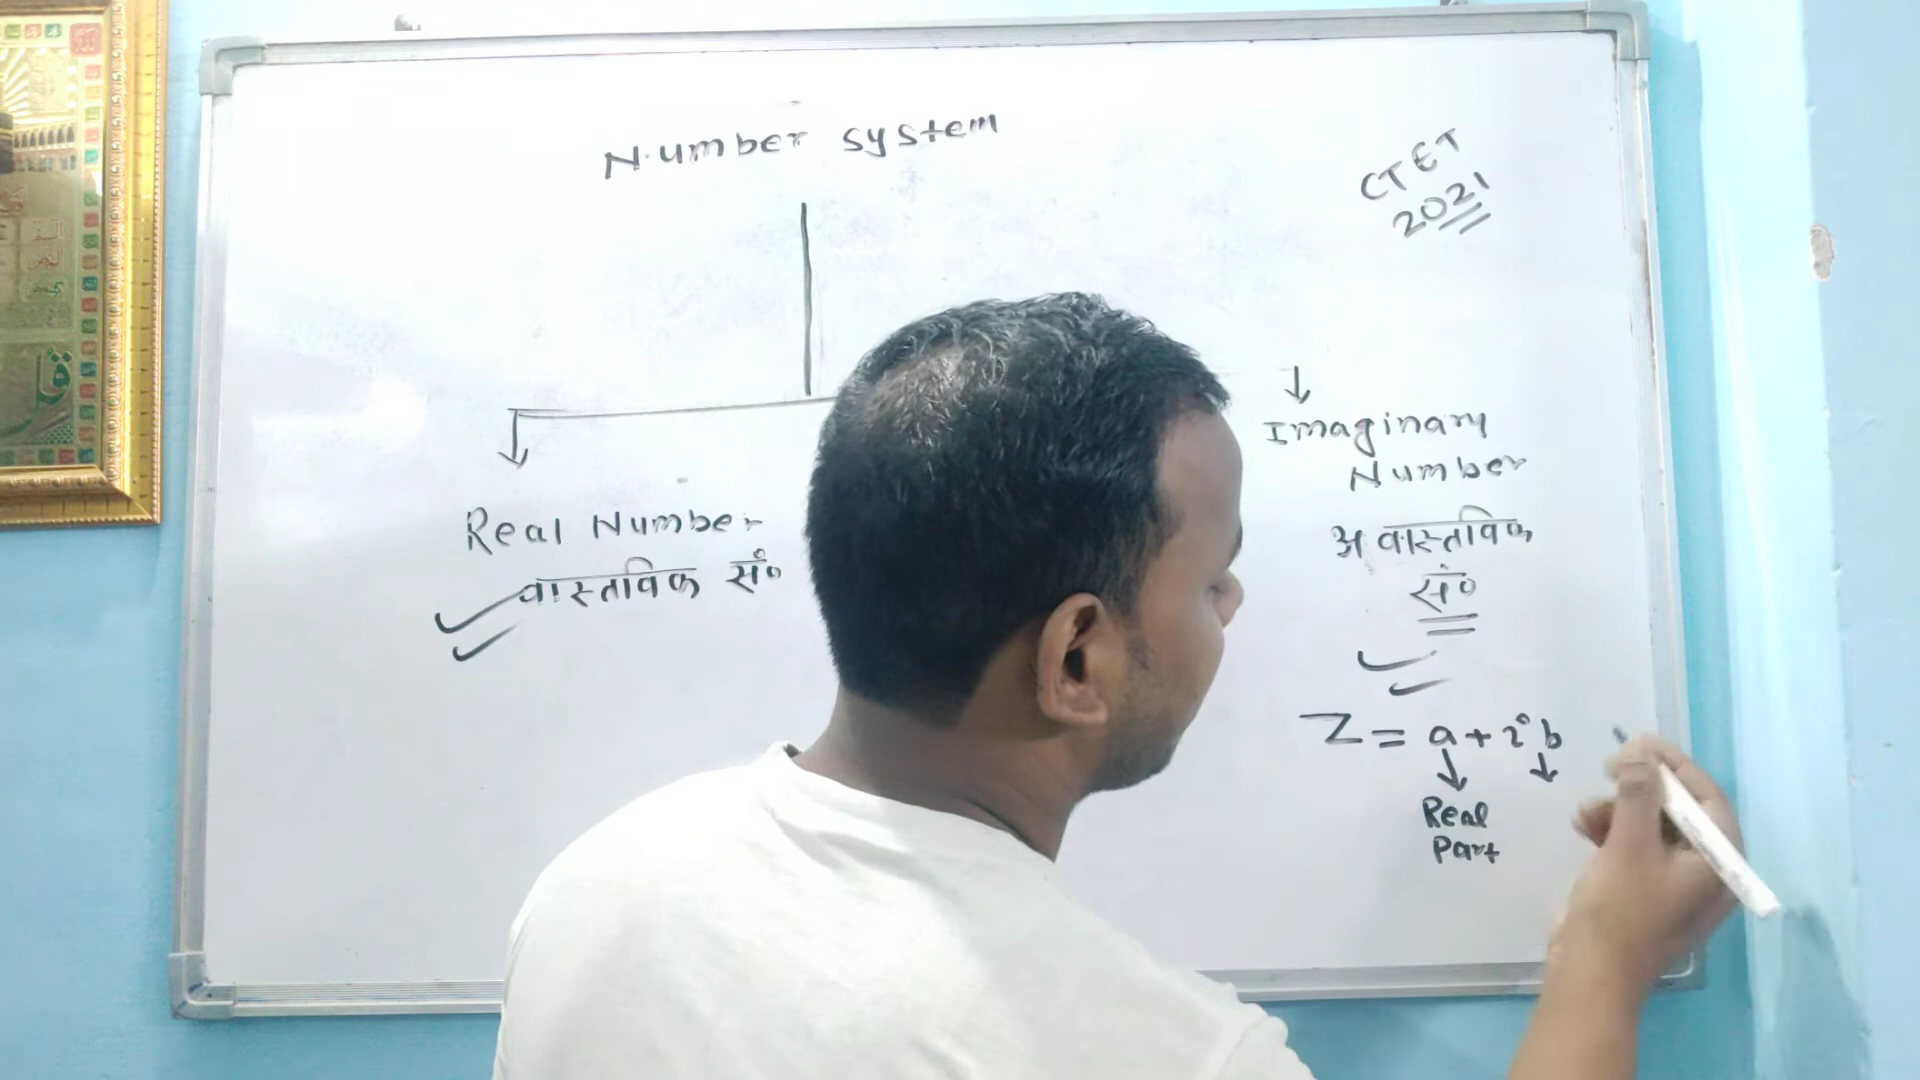 Number system
CTET
2021
Real Number
वास्तविक सं०
Imaginary
Number
अवास्तविक
सं०
Z = a + ib
Real
Part